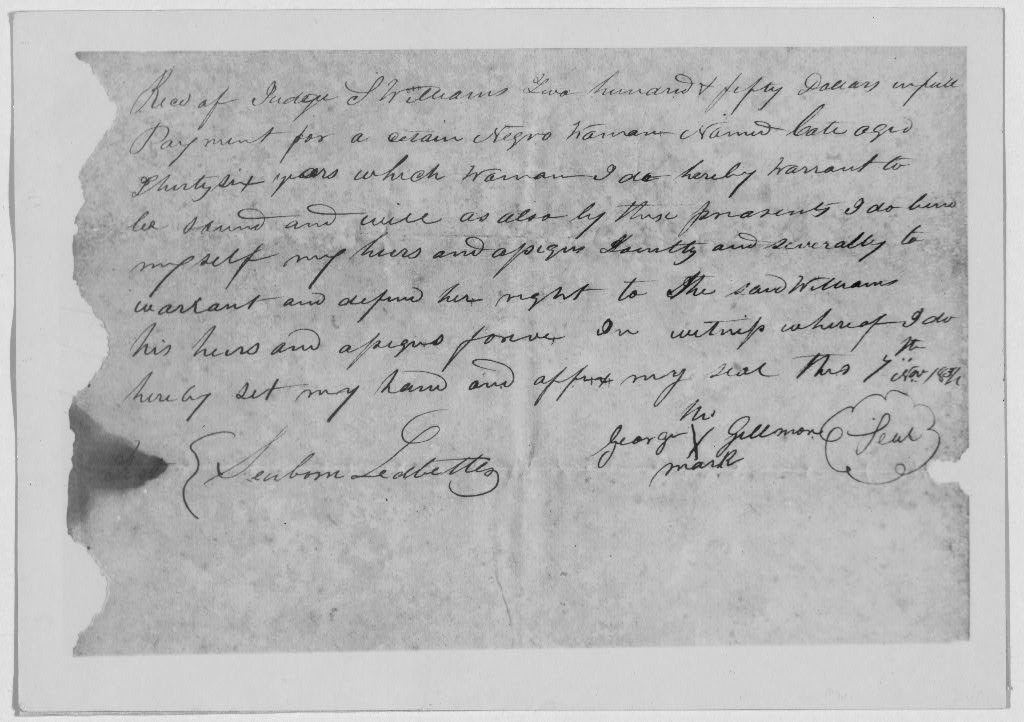 Recd of Judge S Williams Two hundred & fifty Dollars in full
Payment for a certain Negro Woman Named Cate aged
Thirtysix years which Woman I do hereby Warrant to
be sound and well as also by these presents I do bind
my self my heirs and assigns Jointly and severally to
warrant and defend her right to the said Williams
his heirs and assigns forever In witness whereof I do
hereby set my hand and affix my seal this 7th Nov
his
George X Gillmore Seal
mark
Seaborn Ledbetter